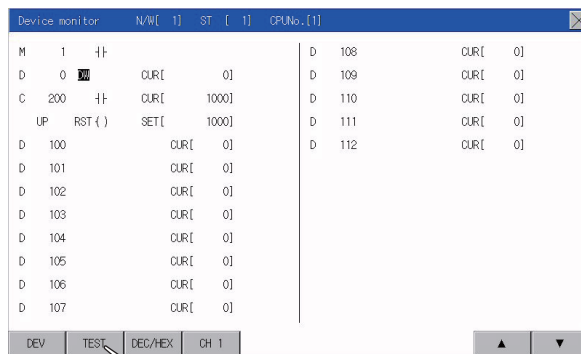 Device monitor N/W[ 1] ST [ 1] CPUNo.[1]
M 1 ┤├
D 0 DW CUR[ 0]
C 200 ┤├ CUR[ 1000]
UP RST( ) SET[ 1000]
D 100 CUR[ 0]
D 101 CUR[ 0]
D 102 CUR[ 0]
D 103 CUR[ 0]
D 104 CUR[ 0]
D 105 CUR[ 0]
D 106 CUR[ 0]
D 107 CUR[ 0]
D 108 CUR[ 0]
D 109 CUR[ 0]
D 110 CUR[ 0]
D 111 CUR[ 0]
D 112 CUR[ 0]
DEV TEST DEC/HEX CH 1 ▲ ▼